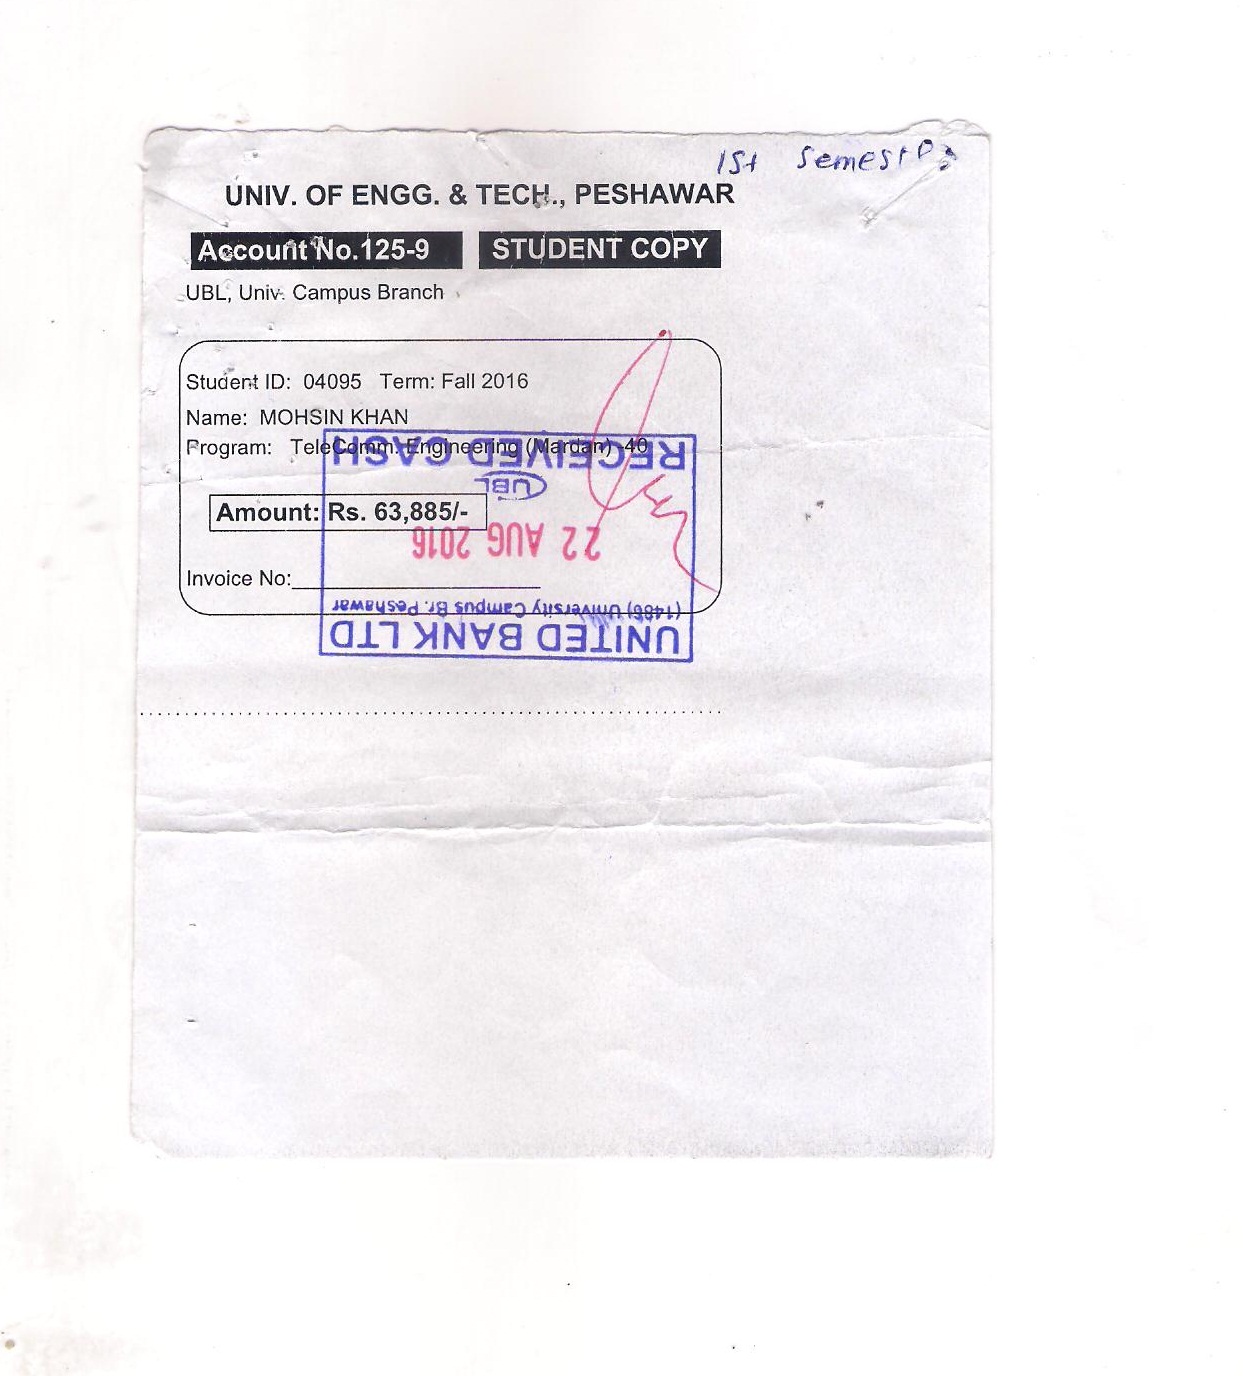 1st Semester
UNIV. OF ENGG. & TECH., PESHAWAR
Account No.125-9 STUDENT COPY
UBL, Univ. Campus Branch
Student ID: 04095 Term: Fall 2016
Name: MOHSIN KHAN
Program: TeleComm. Engineering (Mardan) -40
Amount: Rs. 63,885/-
Invoice No:
UNITED BANK LTD
(1486) University Campus Br. Peshawar
22 AUG 2016
UBL
RECEIVED CASH